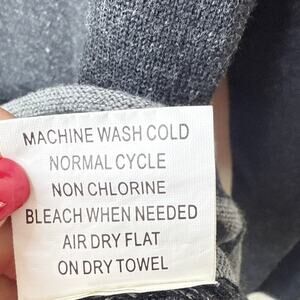 MACHINE WASH COLD
NORMAL CYCLE
NON CHLORINE
BLEACH WHEN NEEDED
AIR DRY FLAT
ON DRY TOWEL